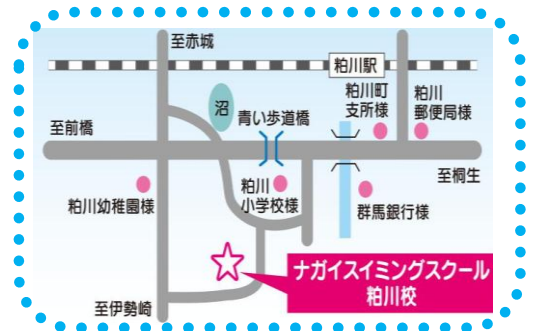 至赤城
粕川駅
沼
粕川町
支所様
粕川
郵便局様
青い歩道橋
至前橋
至桐生
粕川幼稚園様
粕川
小学校様
群馬銀行様
ナガイスイミングスクール
粕川校
至伊勢崎